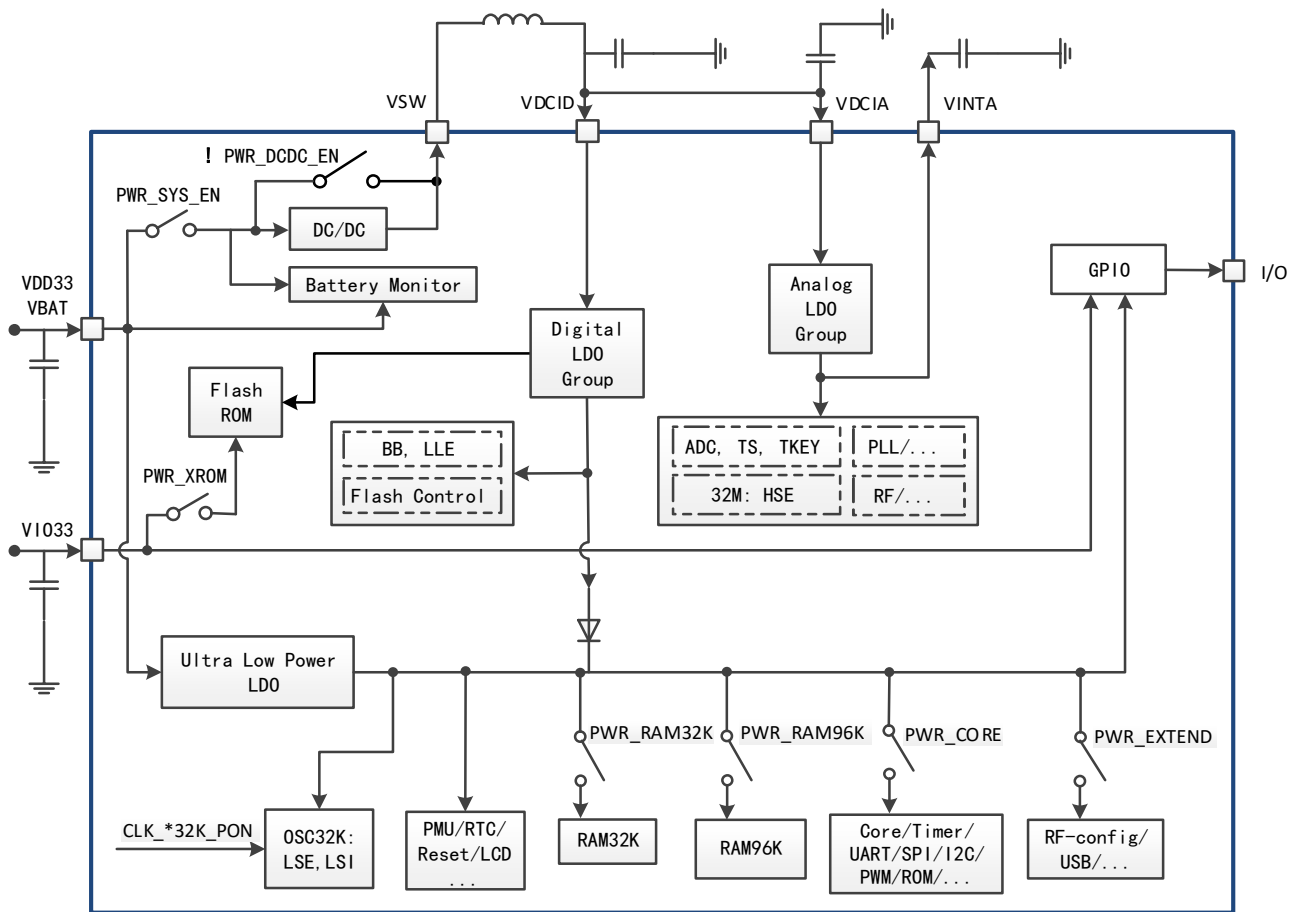 VSW
VDCID
VDCIA
VINTA
! PWR_DCDC_EN
PWR_SYS_EN
DC/DC
Battery Monitor
VDD33
VBAT
GPIO
I/O
Analog
LDO
Group
Digital
LDO
Group
Flash
ROM
BB, LLE
Flash Control
ADC, TS, TKEY
PLL/...
32M: HSE
RF/...
PWR_XROM
VIO33
Ultra Low Power
LDO
PWR_RAM32K
PWR_RAM96K
PWR_CORE
PWR_EXTEND
CLK_*32K_PON
OSC32K:
LSE,LSI
PMU/RTC/
Reset/LCD
...
RAM32K
RAM96K
Core/Timer/
UART/SPI/I2C/
PWM/ROM/...
RF-config/
USB/...